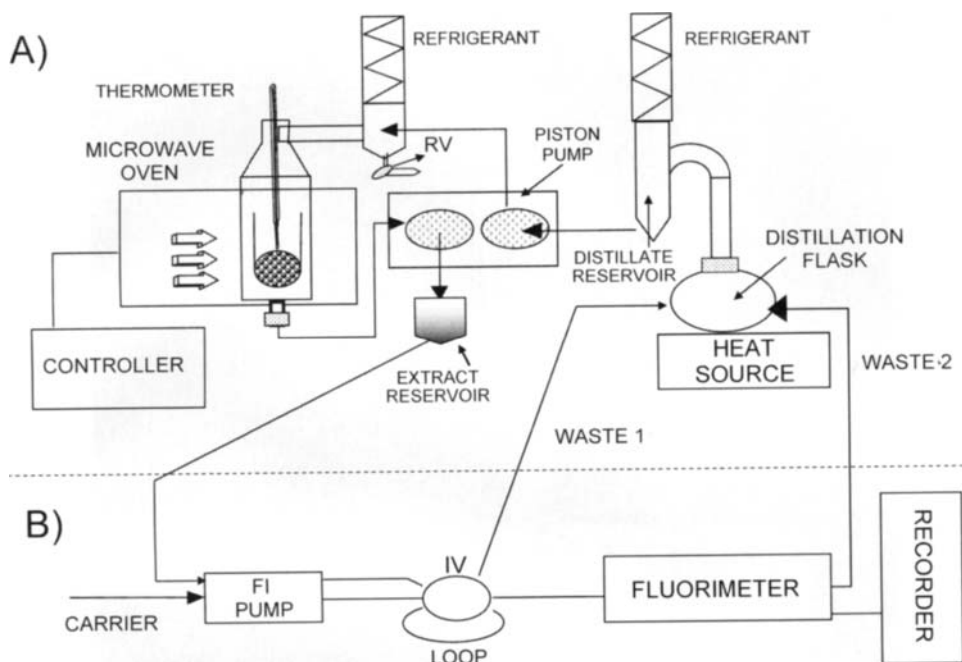 A)
REFRIGERANT
REFRIGERANT
THERMOMETER
MICROWAVE
OVEN
RV
PISTON
PUMP
DISTILLATE
RESERVOIR
DISTILLATION
FLASK
CONTROLLER
EXTRACT
RESERVOIR
HEAT
SOURCE
WASTE 2
WASTE 1
B)
IV
FI
PUMP
CARRIER
LOOP
FLUORIMETER
RECORDER